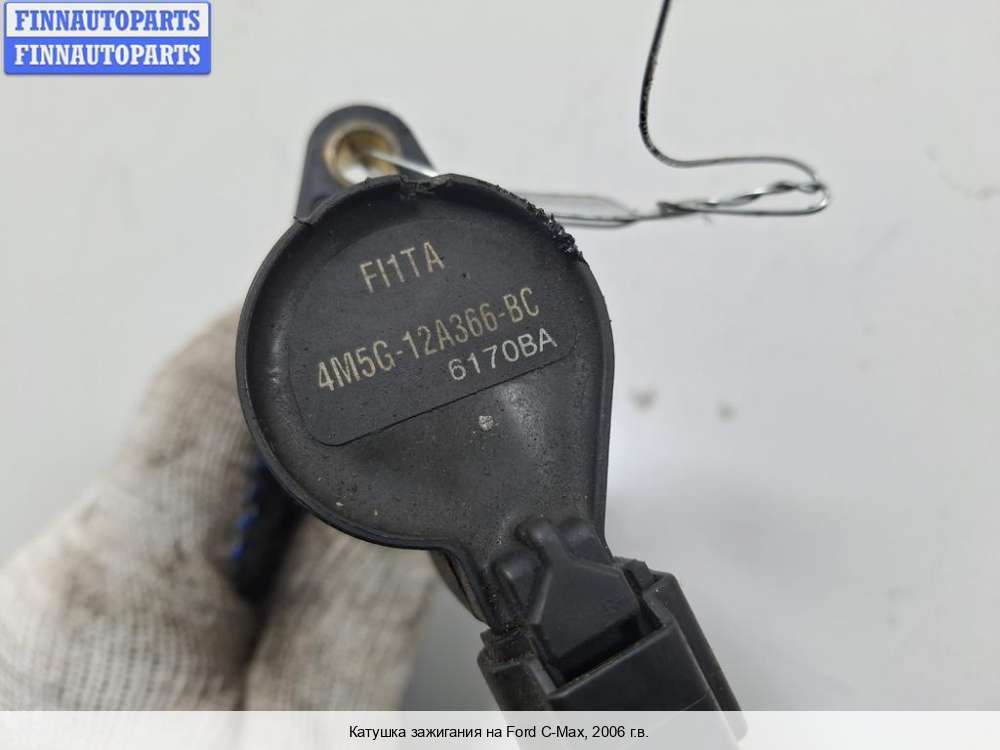 FINNAUTOPARTS
FINNAUTOPARTS
FI1TA
4M5G-12A366-BC
6170BA
Катушка зажигания на Ford C-Max, 2006 г.в.